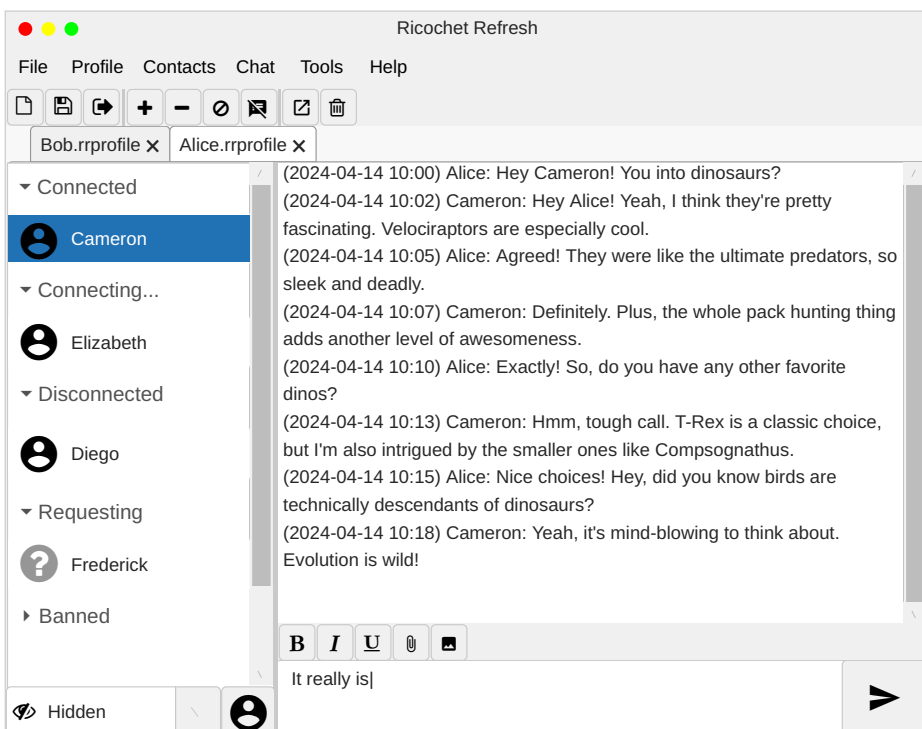 Ricochet Refresh
File Profile Contacts Chat Tools Help
Bob.rrprofile Alice.rrprofile
Connected
Cameron
Connecting...
Elizabeth
Disconnected
Diego
Requesting
Frederick
Banned
Hidden
(2024-04-14 10:00) Alice: Hey Cameron! You into dinosaurs?
(2024-04-14 10:02) Cameron: Hey Alice! Yeah, I think they're pretty
fascinating. Velociraptors are especially cool.
(2024-04-14 10:05) Alice: Agreed! They were like the ultimate predators, so
sleek and deadly.
(2024-04-14 10:07) Cameron: Definitely. Plus, the whole pack hunting thing
adds another level of awesomeness.
(2024-04-14 10:10) Alice: Exactly! So, do you have any other favorite
dinos?
(2024-04-14 10:13) Cameron: Hmm, tough call. T-Rex is a classic choice,
but I'm also intrigued by the smaller ones like Compsognathus.
(2024-04-14 10:15) Alice: Nice choices! Hey, did you know birds are
technically descendants of dinosaurs?
(2024-04-14 10:18) Cameron: Yeah, it's mind-blowing to think about.
Evolution is wild!
B I U
It really is